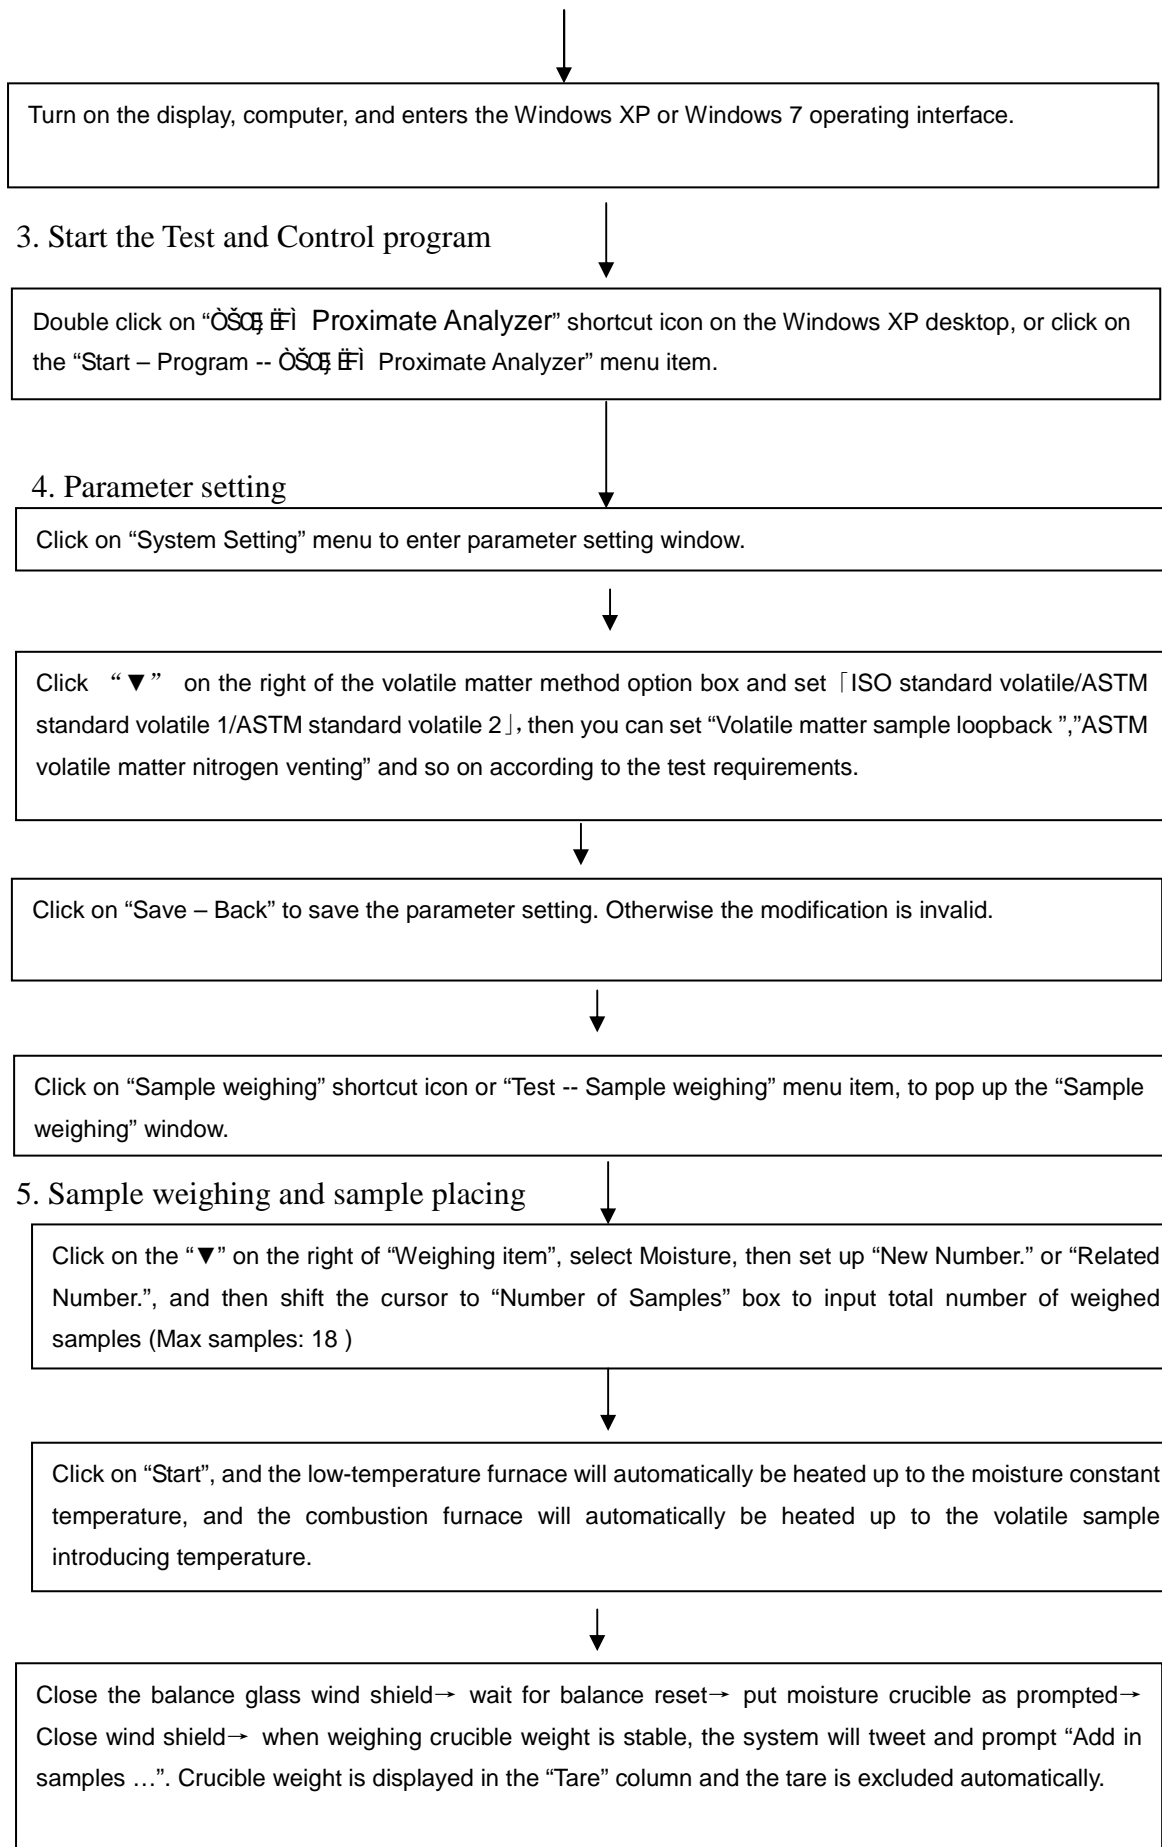 Turn on the display, computer, and enters the Windows XP or Windows 7 operating interface.
3. Start the Test and Control program
Double click on “ Proximate Analyzer” shortcut icon on the Windows XP desktop, or click on
the “Start – Program -- Proximate Analyzer” menu item.
4. Parameter setting
Click on “System Setting” menu to enter parameter setting window.
Click “▼” on the right of the volatile matter method option box and set「ISO standard volatile/ASTM
standard volatile 1/ASTM standard volatile 2」, then you can set “Volatile matter sample loopback ”,”ASTM
volatile matter nitrogen venting” and so on according to the test requirements.
Click on “Save – Back” to save the parameter setting. Otherwise the modification is invalid.
Click on “Sample weighing” shortcut icon or “Test -- Sample weighing” menu item, to pop up the “Sample
weighing” window.
5. Sample weighing and sample placing
Click on the “▼” on the right of “Weighing item”, select Moisture, then set up “New Number.” or “Related
Number.”, and then shift the cursor to “Number of Samples” box to input total number of weighed
samples (Max samples: 18 )
Click on “Start”, and the low-temperature furnace will automatically be heated up to the moisture constant
temperature, and the combustion furnace will automatically be heated up to the volatile sample
introducing temperature.
Close the balance glass wind shield→ wait for balance reset→ put moisture crucible as prompted→
Close wind shield→ when weighing crucible weight is stable, the system will tweet and prompt “Add in
samples …”. Crucible weight is displayed in the “Tare” column and the tare is excluded automatically.